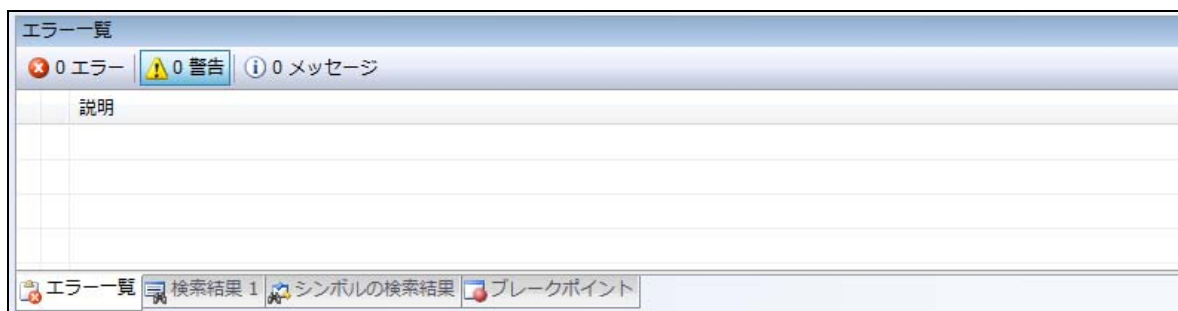 エラー一覧
0 エラー 0 警告 0 メッセージ
説明
エラー一覧 検索結果 1 シンボルの検索結果 ブレークポイント